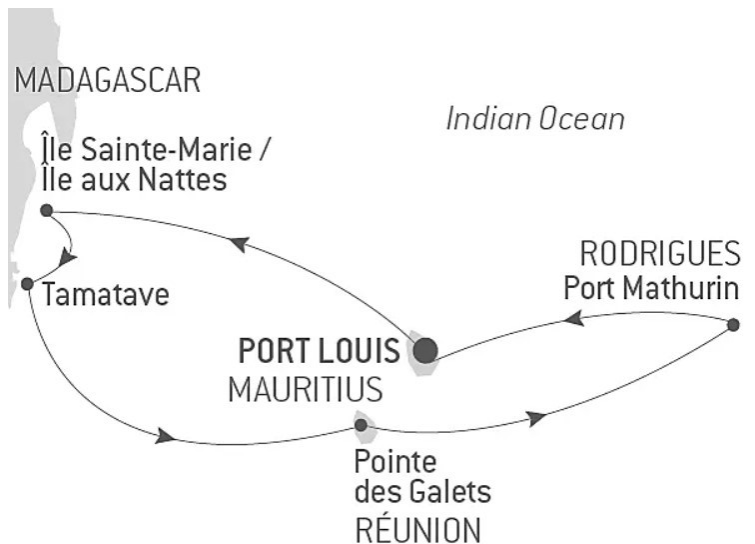 MADAGASCAR
Indian Ocean
Île Sainte-Marie /
Île aux Nattes
RODRIGUES
Port Mathurin
Tamatave
PORT LOUIS
MAURITIUS
Pointe
des Galets
RÉUNION